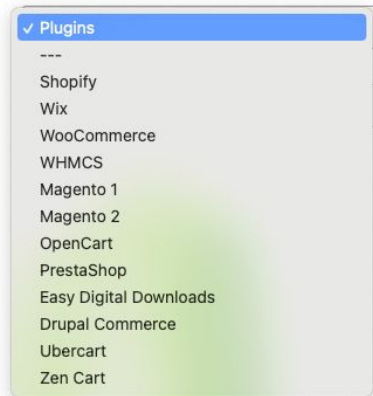 ✓ Plugins
---
Shopify
Wix
WooCommerce
WHMCS
Magento 1
Magento 2
OpenCart
PrestaShop
Easy Digital Downloads
Drupal Commerce
Ubercart
Zen Cart